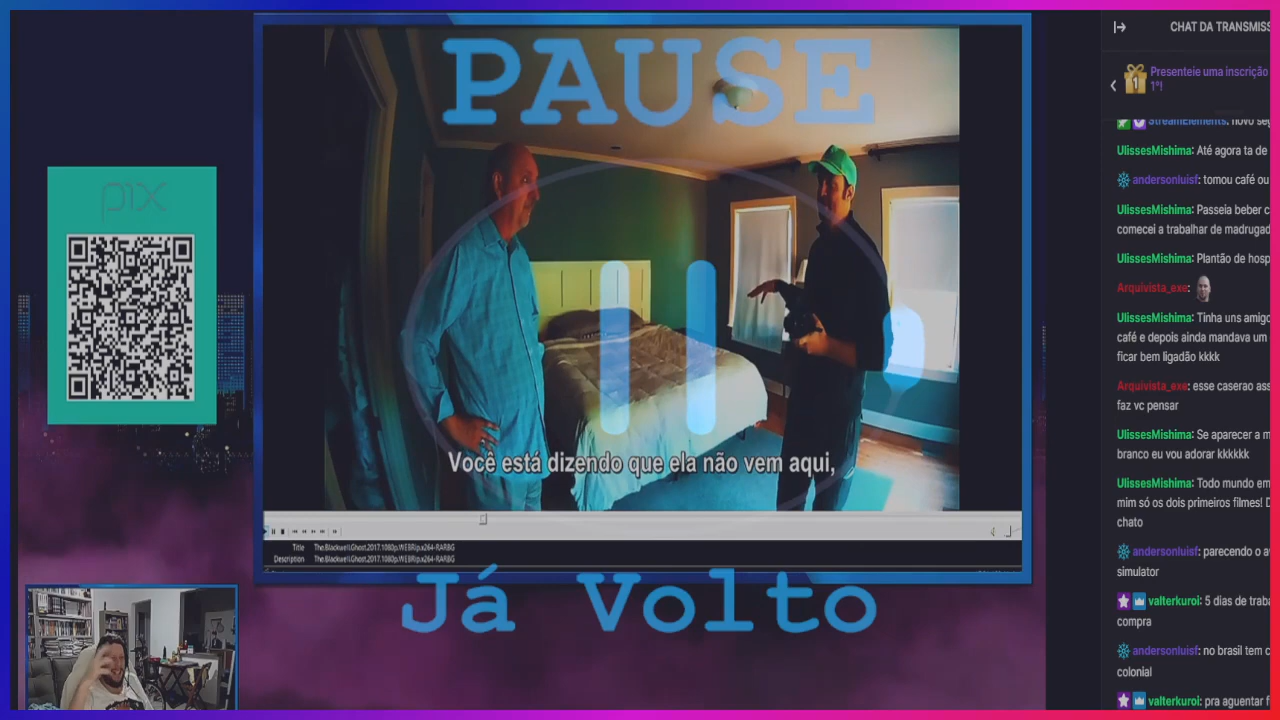 PAUSE
CHAT DA TRANSMISS
Presenteie uma inscrição
1º!
pix
StreamElements: novo seg
UlissesMishima: Até agora ta de
andersonluisf: tomou café ou
UlissesMishima: Passeia beber c
comecei a trabalhar de madrugad
UlissesMishima: Plantão de hosp
Arquivista_exe:
UlissesMishima: Tinha uns amigo
café e depois ainda mandava um
ficar bem ligadão kkkk
Arquivista_exe: esse caserao ass
faz vc pensar
UlissesMishima: Se aparecer a m
branco eu vou adorar kkkkkk
UlissesMishima: Todo mundo em
mim só os dois primeiros filmes! D
chato
andersonluisf: parecendo o a
simulator
valterkuroi: 5 dias de traba
compra
andersonluisf: no brasil tem c
colonial
valterkuroi: pra aguentar f
Você está dizendo que ela não vem aqui,
Title The.Blackwell.Ghost.2017.1080p.WEBRip.x264-RARBG
Description The.Blackwell.Ghost.2017.1080p.WEBRip.x264-RARBG
Já Volto